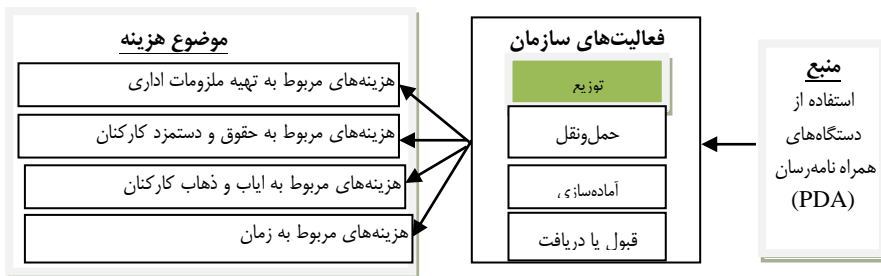 منبع
استفاده از
دستگاه‌های
همراه نامه‌رسان
(PDA)
فعالیت‌های سازمان
توزیع
حمل‌ونقل
آماده‌سازی
قبول یا دریافت
موضوع هزینه
هزینه‌های مربوط به تهیه ملزومات اداری
هزینه‌های مربوط به حقوق و دستمزد کارکنان
هزینه‌های مربوط به ایاب و ذهاب کارکنان
هزینه‌های مربوط به زمان